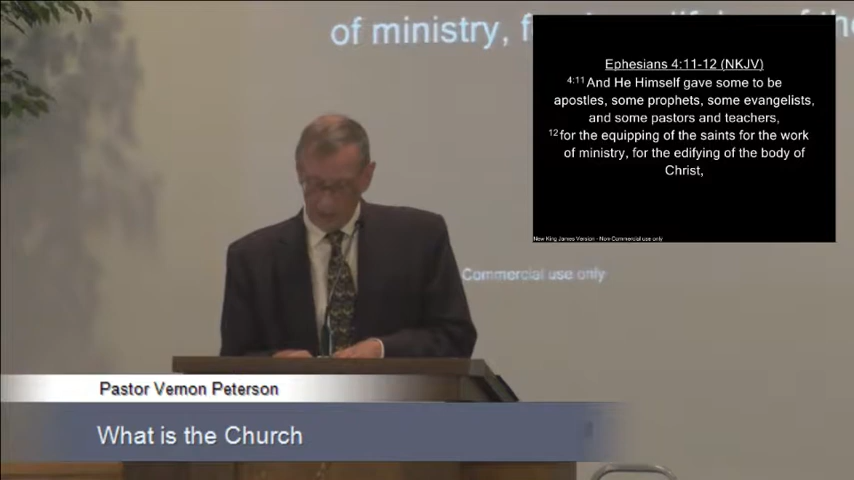 of ministry, f
Ephesians 4:11-12 (NKJV)
4:11 And He Himself gave some to be
apostles, some prophets, some evangelists,
and some pastors and teachers,
12 for the equipping of the saints for the work
of ministry, for the edifying of the body of
Christ,
New King James Version - Non-Commercial use only
Commercial use only
Pastor Vernon Peterson
What is the Church